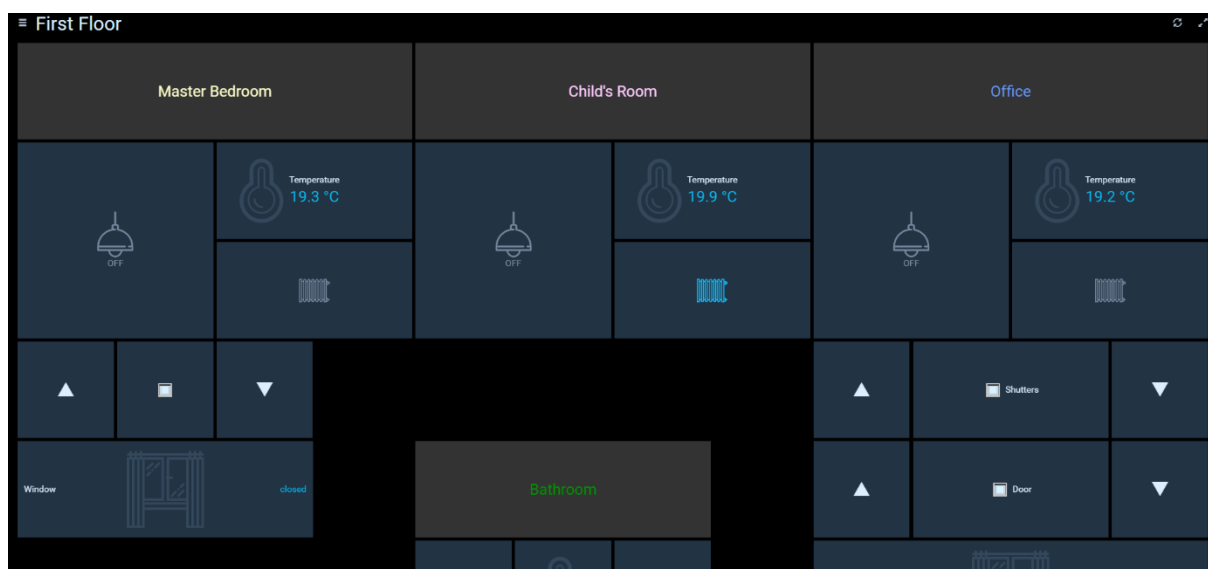 First Floor
Master Bedroom
Child's Room
Office
Temperature
19.3 °C
Temperature
19.9 °C
Temperature
19.2 °C
OFF
OFF
OFF
Shutters
Window
closed
Bathroom
Door